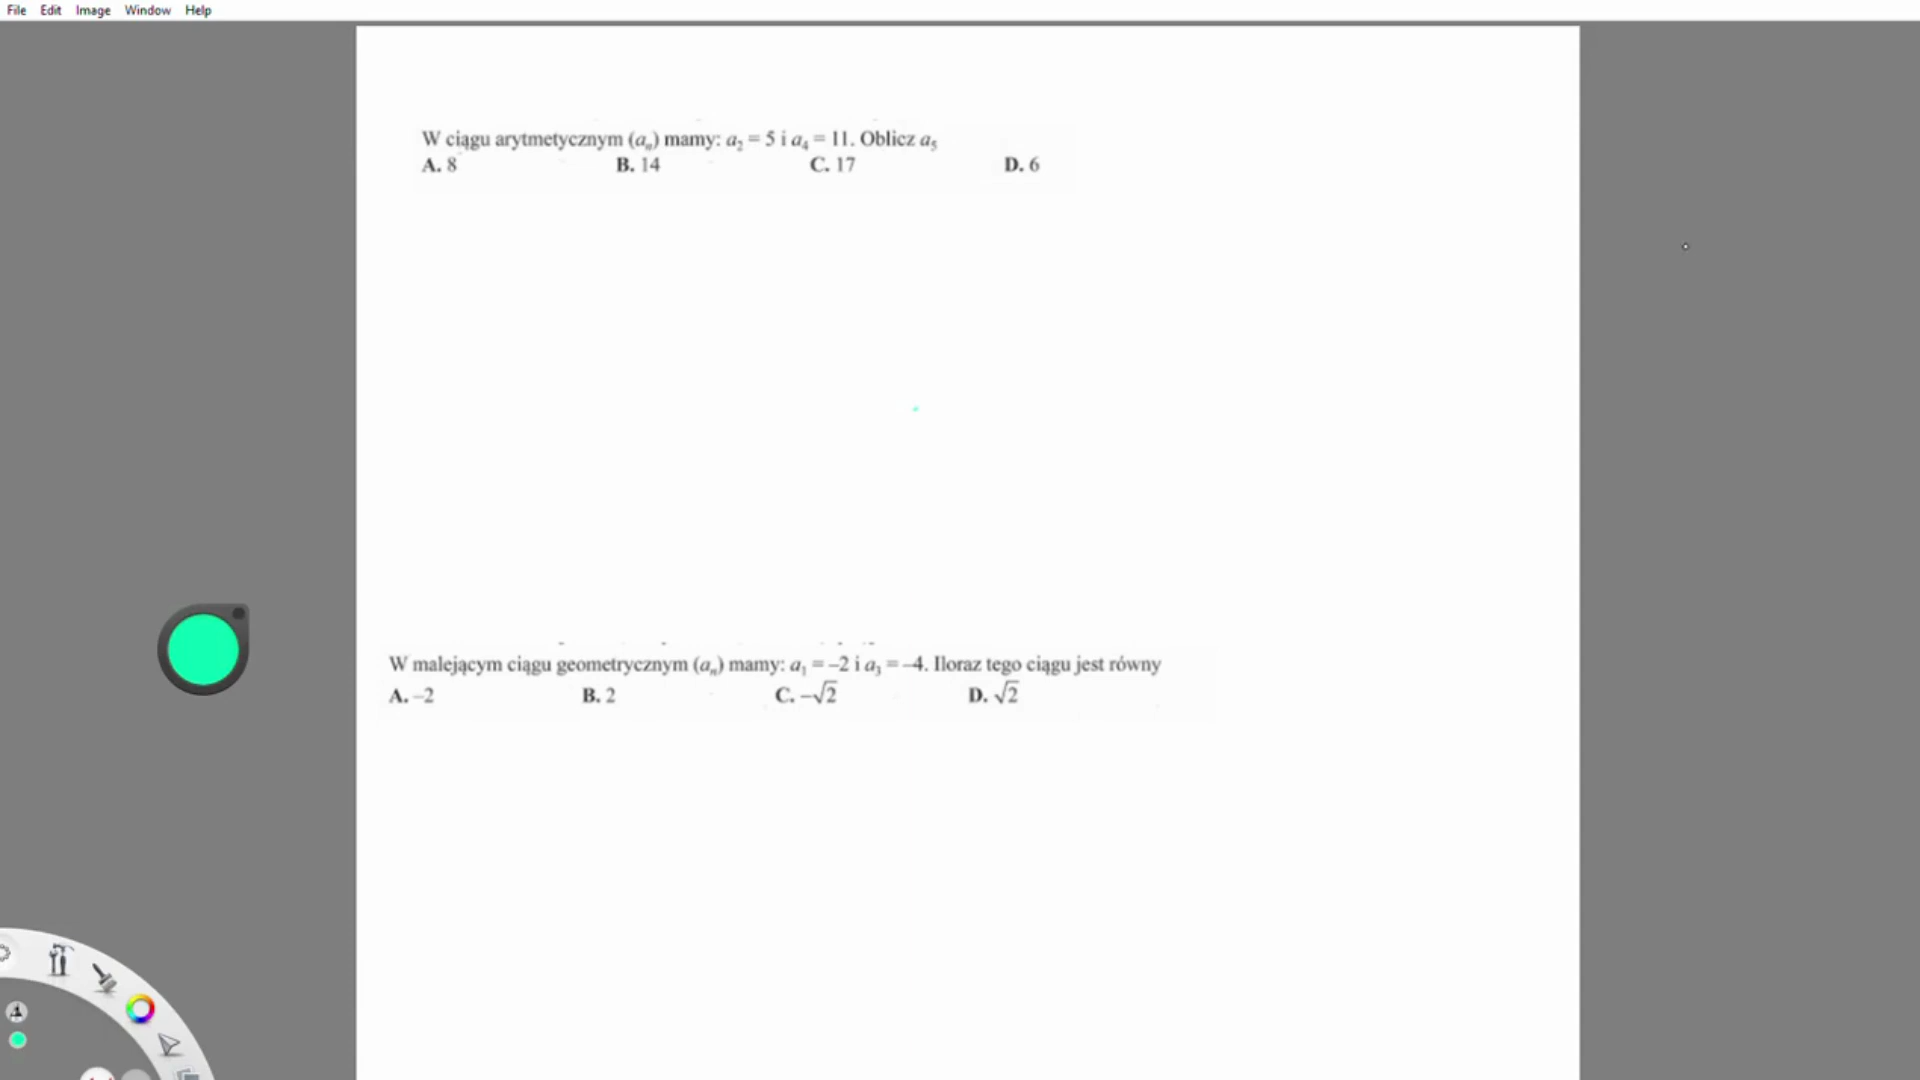 File Edit Image Window Help
W ciągu arytmetycznym (aₙ) mamy: a₂ = 5 i a₄ = 11. Oblicz a₅
A. 8 B. 14 C. 17 D. 6
W malejącym ciągu geometrycznym (aₙ) mamy: a₁ = –2 i a₃ = –4. Iloraz tego ciągu jest równy
A. –2 B. 2 C. –√2 D. √2